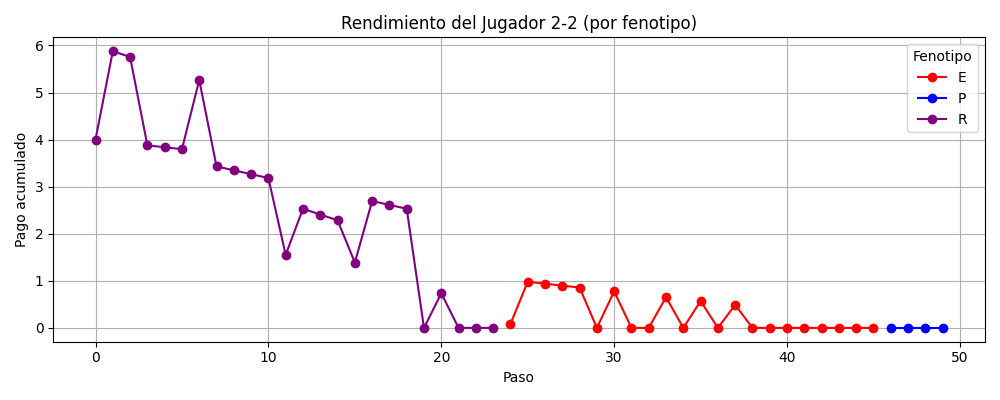 Rendimiento del Jugador 2-2 (por fenotipo)
Pago acumulado
6
5
4
3
2
1
0
Fenotipo
E
P
R
0 10 20 30 40 50
Paso